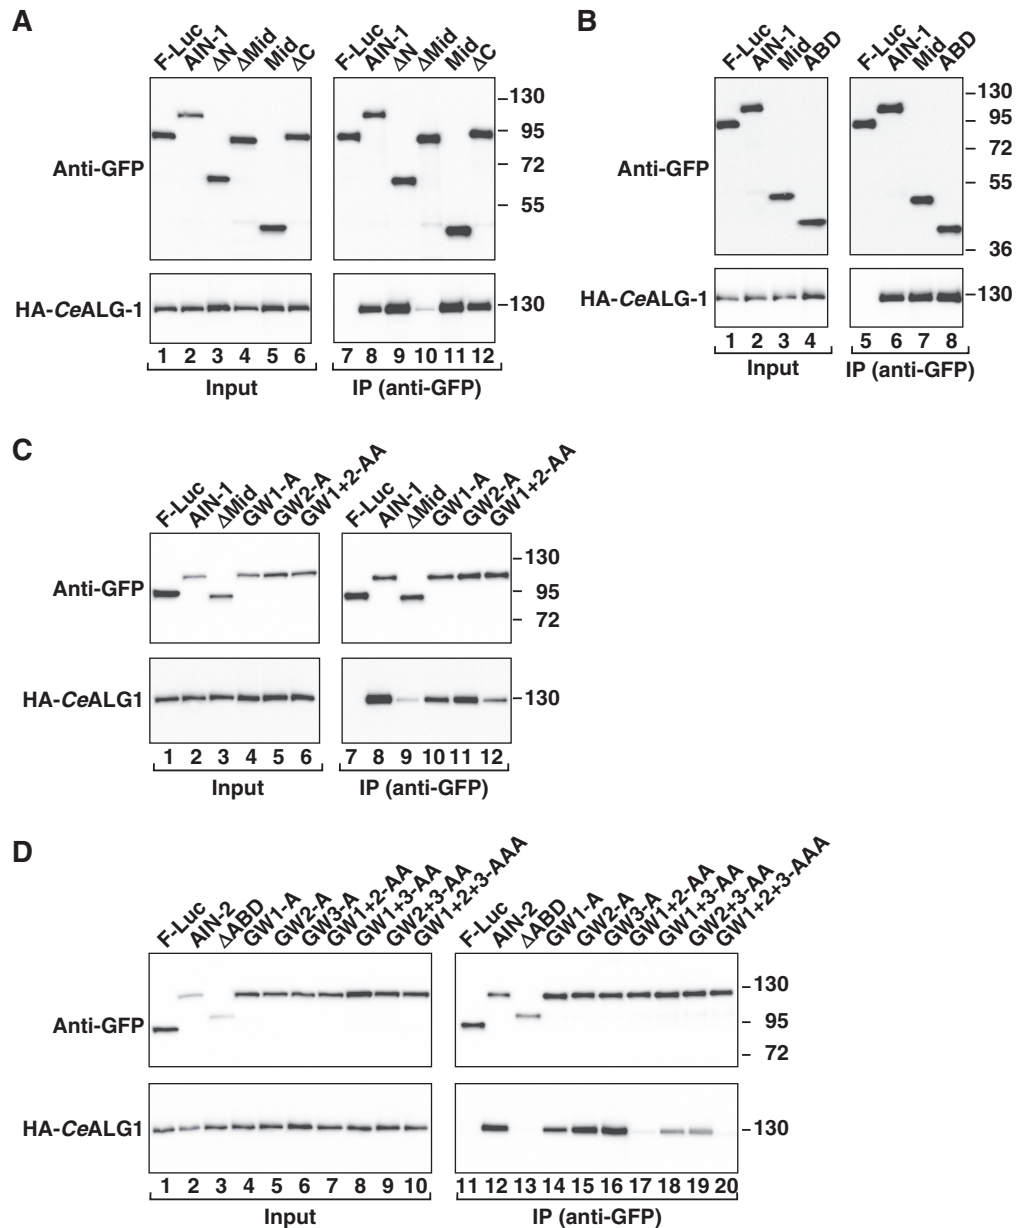 A
F-Luc AIN-1 ΔN ΔMid Mid ΔC F-Luc AIN-1 ΔN ΔMid Mid ΔC
Anti-GFP
130
95
72
55
HA-CeALG-1
130
1 2 3 4 5 6 7 8 9 10 11 12
Input IP (anti-GFP)
B
F-Luc AIN-1 Mid ABD F-Luc AIN-1 Mid ABD
Anti-GFP
130
95
72
55
36
HA-CeALG-1
130
1 2 3 4 5 6 7 8
Input IP (anti-GFP)
C
F-Luc AIN-1 ΔMid GW1-A GW2-A GW1+2-AA F-Luc AIN-1 ΔMid GW1-A GW2-A GW1+2-AA
Anti-GFP
130
95
72
HA-CeALG1
130
1 2 3 4 5 6 7 8 9 10 11 12
Input IP (anti-GFP)
D
F-Luc AIN-2 ΔABD GW1-A GW2-A GW3-A GW1+2-AA GW1+3-AA GW2+3-AA GW1+2+3-AAA F-Luc AIN-2 ΔABD GW1-A GW2-A GW3-A GW1+2-AA GW1+3-AA GW2+3-AA GW1+2+3-AAA
Anti-GFP
130
95
72
HA-CeALG1
130
1 2 3 4 5 6 7 8 9 10 11 12 13 14 15 16 17 18 19 20
Input IP (anti-GFP)